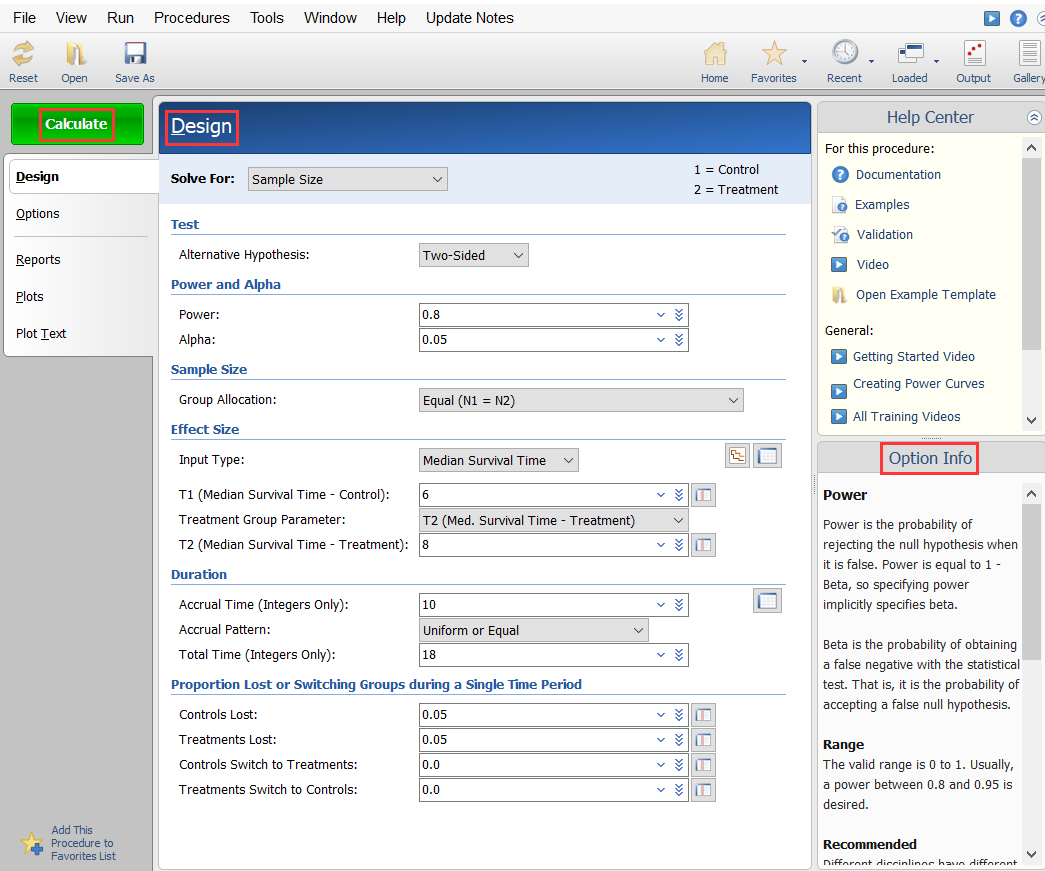 File View Run Procedures Tools Window Help Update Notes
Reset Open Save As Home Favorites Recent Loaded Output Gallery
Calculate
Design
Options
Reports
Plots
Plot Text
Add This
Procedure to
Favorites List
Design
Solve For: Sample Size
1 = Control
2 = Treatment
Test
Alternative Hypothesis: Two-Sided
Power and Alpha
Power: 0.8
Alpha: 0.05
Sample Size
Group Allocation: Equal (N1 = N2)
Effect Size
Input Type: Median Survival Time
T1 (Median Survival Time - Control): 6
Treatment Group Parameter: T2 (Med. Survival Time - Treatment)
T2 (Median Survival Time - Treatment): 8
Duration
Accrual Time (Integers Only): 10
Accrual Pattern: Uniform or Equal
Total Time (Integers Only): 18
Proportion Lost or Switching Groups during a Single Time Period
Controls Lost: 0.05
Treatments Lost: 0.05
Controls Switch to Treatments: 0.0
Treatments Switch to Controls: 0.0
Help Center
For this procedure:
Documentation
Examples
Validation
Video
Open Example Template
General:
Getting Started Video
Creating Power Curves
All Training Videos
Option Info
Power
Power is the probability of
rejecting the null hypothesis when
it is false. Power is equal to 1 -
Beta, so specifying power
implicitly specifies beta.
Beta is the probability of obtaining
a false negative with the statistical
test. That is, it is the probability of
accepting a false null hypothesis.
Range
The valid range is 0 to 1. Usually,
a power between 0.8 and 0.95 is
desired.
Recommended
Different disciplines have different